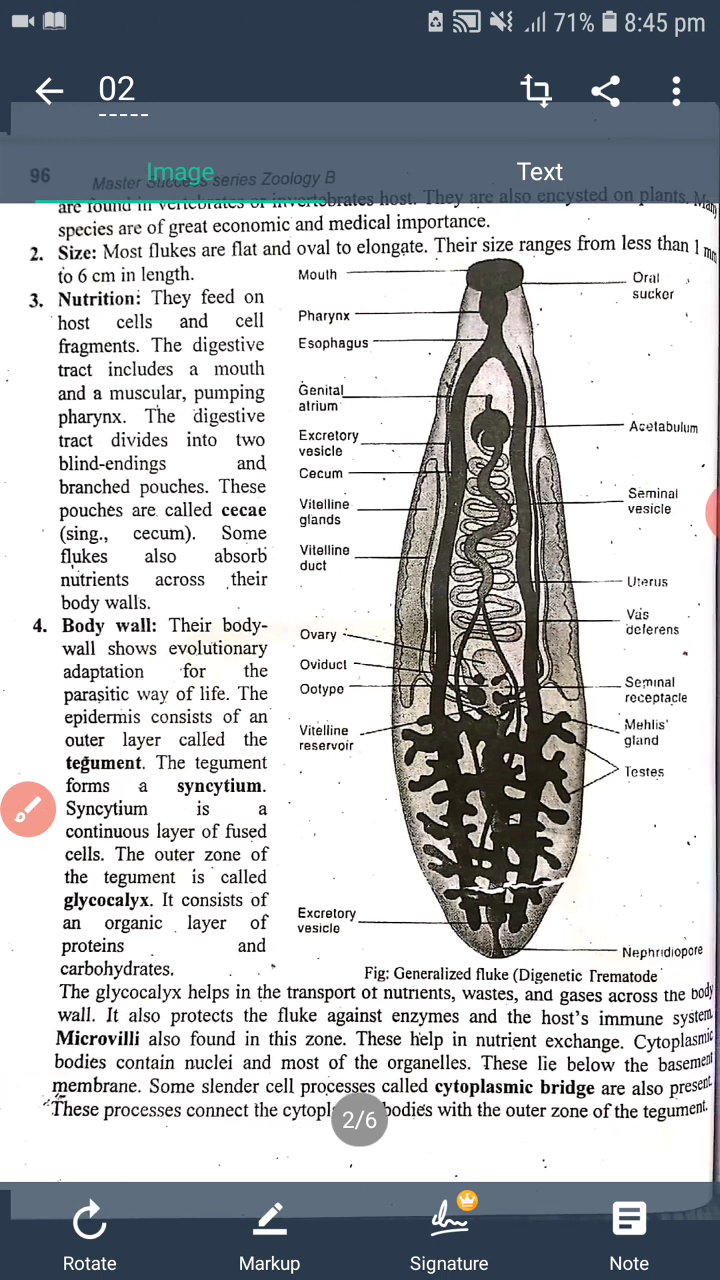 71% 8:45 pm
02
Image
Text
96 Master Success series Zoology B
are found in vertebrates or invertebrates host. They are also encysted on plants. Many
species are of great economic and medical importance.
2. Size: Most flukes are flat and oval to elongate. Their size ranges from less than 1 mm
to 6 cm in length.
3. Nutrition: They feed on
host cells and cell
fragments. The digestive
tract includes a mouth
and a muscular, pumping
pharynx. The digestive
tract divides into two
blind-endings and
branched pouches. These
pouches are called cecae
(sing., cecum). Some
flukes also absorb
nutrients across their
body walls.
4. Body wall: Their body-
wall shows evolutionary
adaptation for the
parasitic way of life. The
epidermis consists of an
outer layer called the
tegument. The tegument
forms a syncytium.
Syncytium is a
continuous layer of fused
cells. The outer zone of
the tegument is called
glycocalyx. It consists of
an organic layer of
proteins and
carbohydrates.
Mouth
Pharynx
Esophagus
Genital
atrium
Excretory
vesicle
Cecum
Vitelline
glands
Vitelline
duct
Ovary
Oviduct
Ootype
Vitelline
reservoir
Excretory
vesicle
Oral
sucker
Acetabulum
Seminal
vesicle
Uterus
Vas
deferens
Seminal
receptacle
Mehlis'
gland
Testes
Nephridiopore
Fig: Generalized fluke (Digenetic Trematode
The glycocalyx helps in the transport of nutrients, wastes, and gases across the body
wall. It also protects the fluke against enzymes and the host's immune system.
Microvilli also found in this zone. These help in nutrient exchange. Cytoplasmic
bodies contain nuclei and most of the organelles. These lie below the basement
membrane. Some slender cell processes called cytoplasmic bridge are also present.
These processes connect the cytopl bodies with the outer zone of the tegument.
2/6
Rotate
Markup
Signature
Note